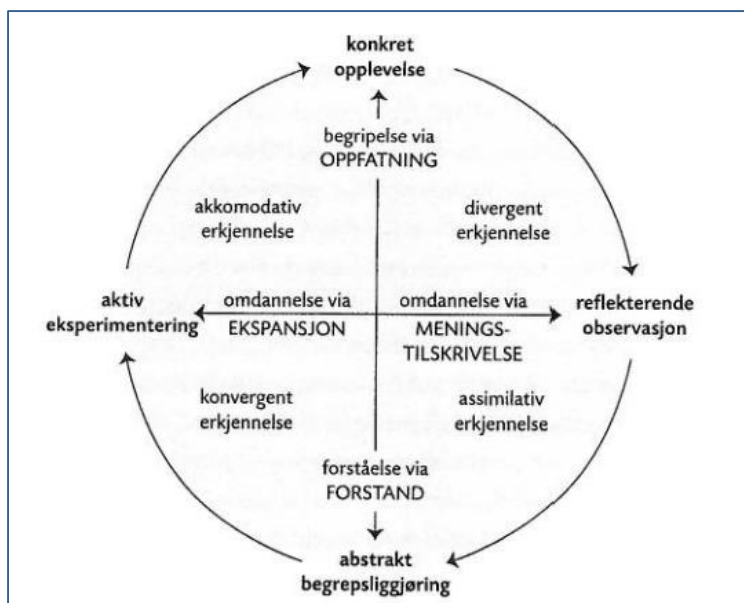 konkret
opplevelse
begripelse via
OPPFATNING
akkomodativ
erkjennelse
divergent
erkjennelse
aktiv
eksperimentering
omdannelse via
EKSPANSJON
omdannelse via
MENINGS-
TILSKRIVELSE
reflekterende
observasjon
konvergent
erkjennelse
assimilativ
erkjennelse
forståelse via
FORSTAND
abstrakt
begrepsliggjøring